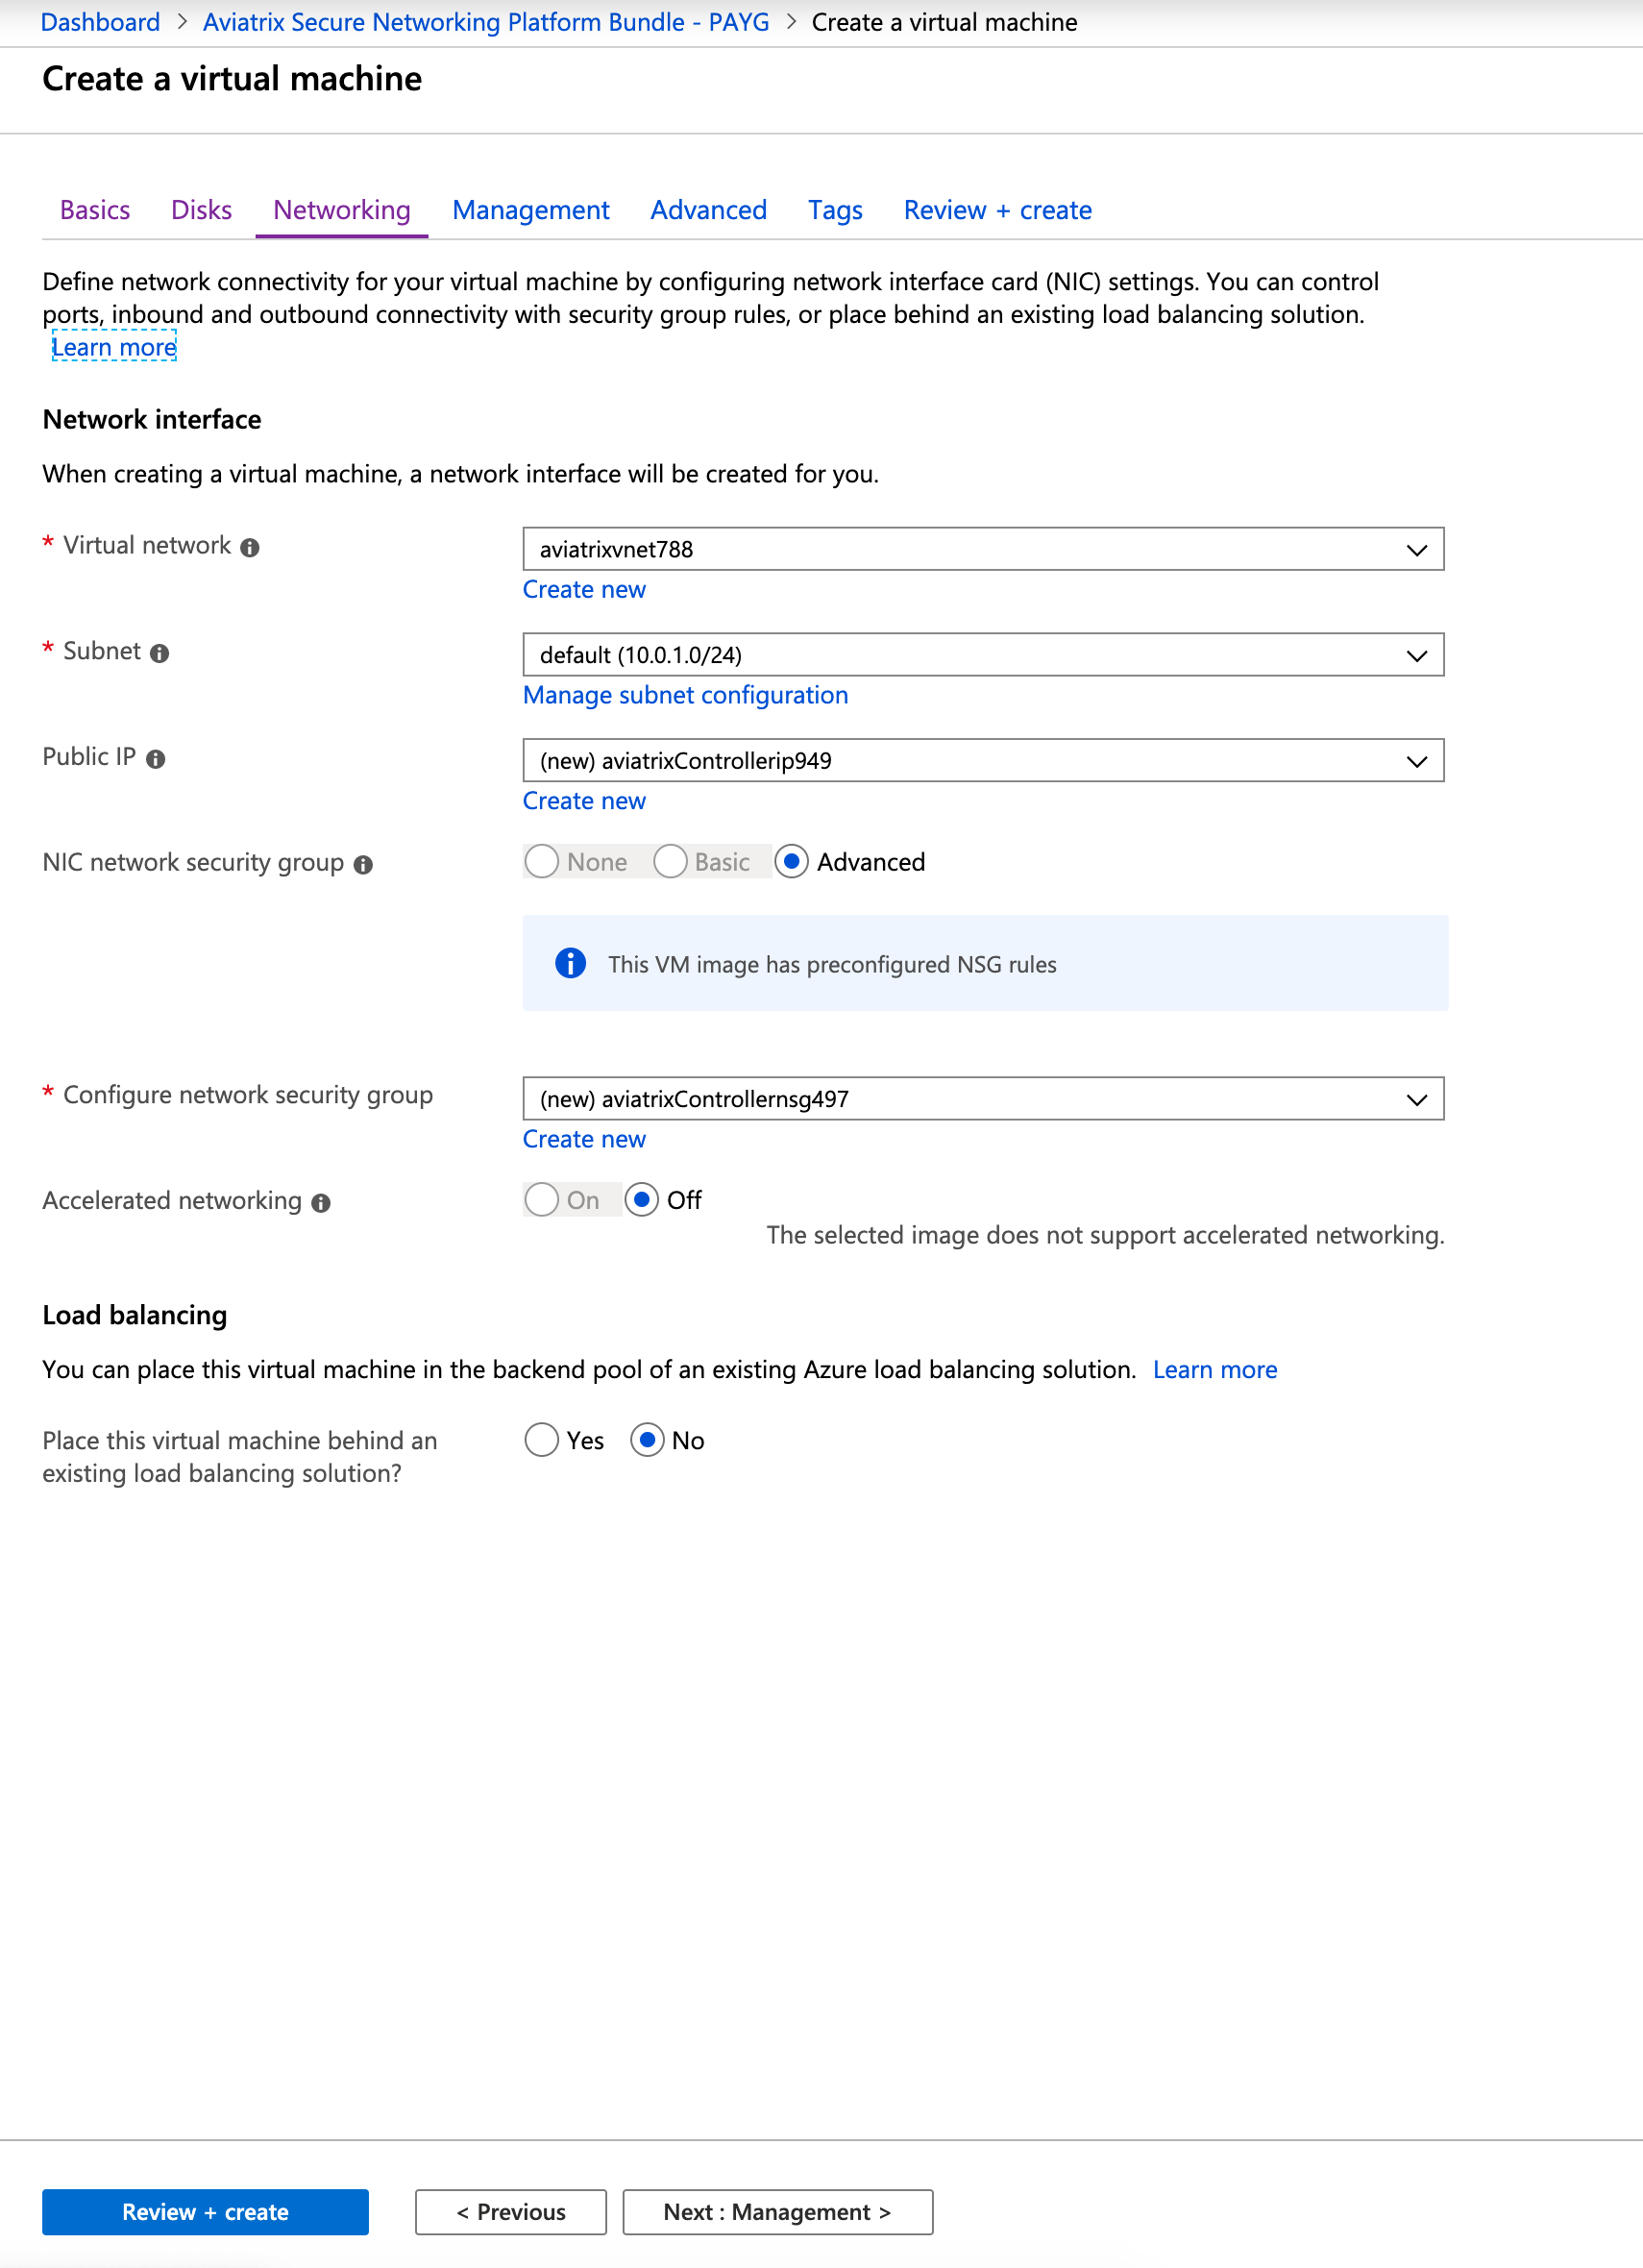 Dashboard > Aviatrix Secure Networking Platform Bundle - PAYG > Create a virtual machine
Create a virtual machine
Basics Disks Networking Management Advanced Tags Review + create
Define network connectivity for your virtual machine by configuring network interface card (NIC) settings. You can control
ports, inbound and outbound connectivity with security group rules, or place behind an existing load balancing solution.
Learn more
Network interface
When creating a virtual machine, a network interface will be created for you.
* Virtual network
aviatrixvnet788
Create new
* Subnet
default (10.0.1.0/24)
Manage subnet configuration
Public IP
(new) aviatrixControllerip949
Create new
NIC network security group
None Basic Advanced
This VM image has preconfigured NSG rules
* Configure network security group
(new) aviatrixControllernsg497
Create new
Accelerated networking
On Off
The selected image does not support accelerated networking.
Load balancing
You can place this virtual machine in the backend pool of an existing Azure load balancing solution. Learn more
Place this virtual machine behind an
existing load balancing solution?
Yes No
Review + create
< Previous
Next : Management >